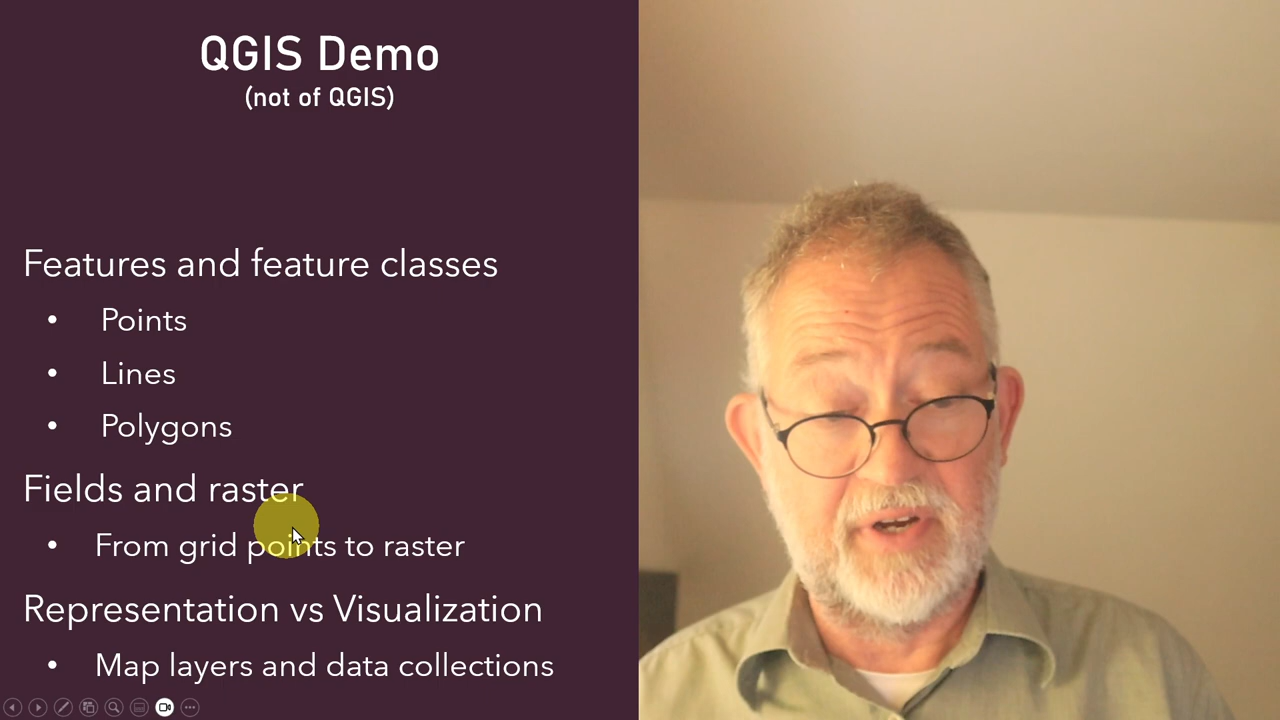 QGIS Demo
(not of QGIS)
Features and feature classes
• Points
• Lines
• Polygons
Fields and raster
• From grid points to raster
Representation vs Visualization
• Map layers and data collections